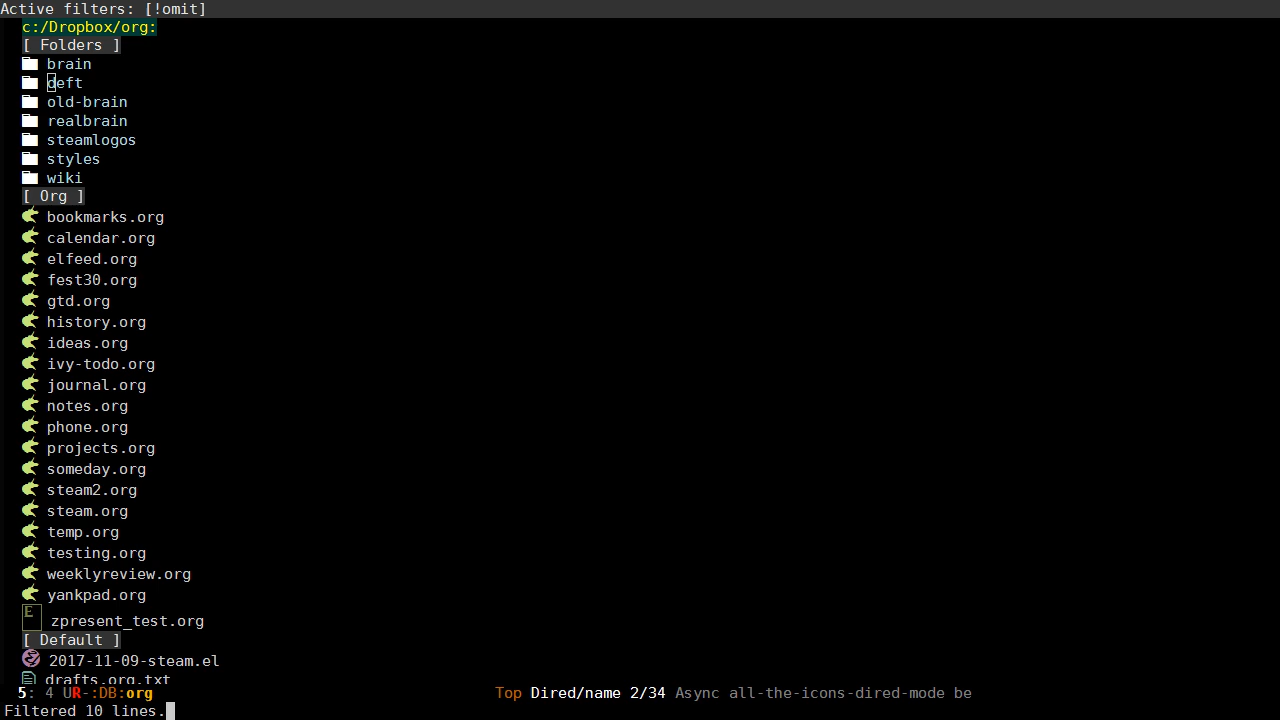 Active filters: [!omit]
c:/Dropbox/org:
[ Folders ]
brain
deft
old-brain
realbrain
steamlogos
styles
wiki
[ Org ]
bookmarks.org
calendar.org
elfeed.org
fest30.org
gtd.org
history.org
ideas.org
ivy-todo.org
journal.org
notes.org
phone.org
projects.org
someday.org
steam2.org
steam.org
temp.org
testing.org
weeklyreview.org
yankpad.org
E zpresent_test.org
[ Default ]
2017-11-09-steam.el
drafts.org.txt
5: 4 UR-:DB:org Top Dired/name 2/34 Async all-the-icons-dired-mode be
Filtered 10 lines.